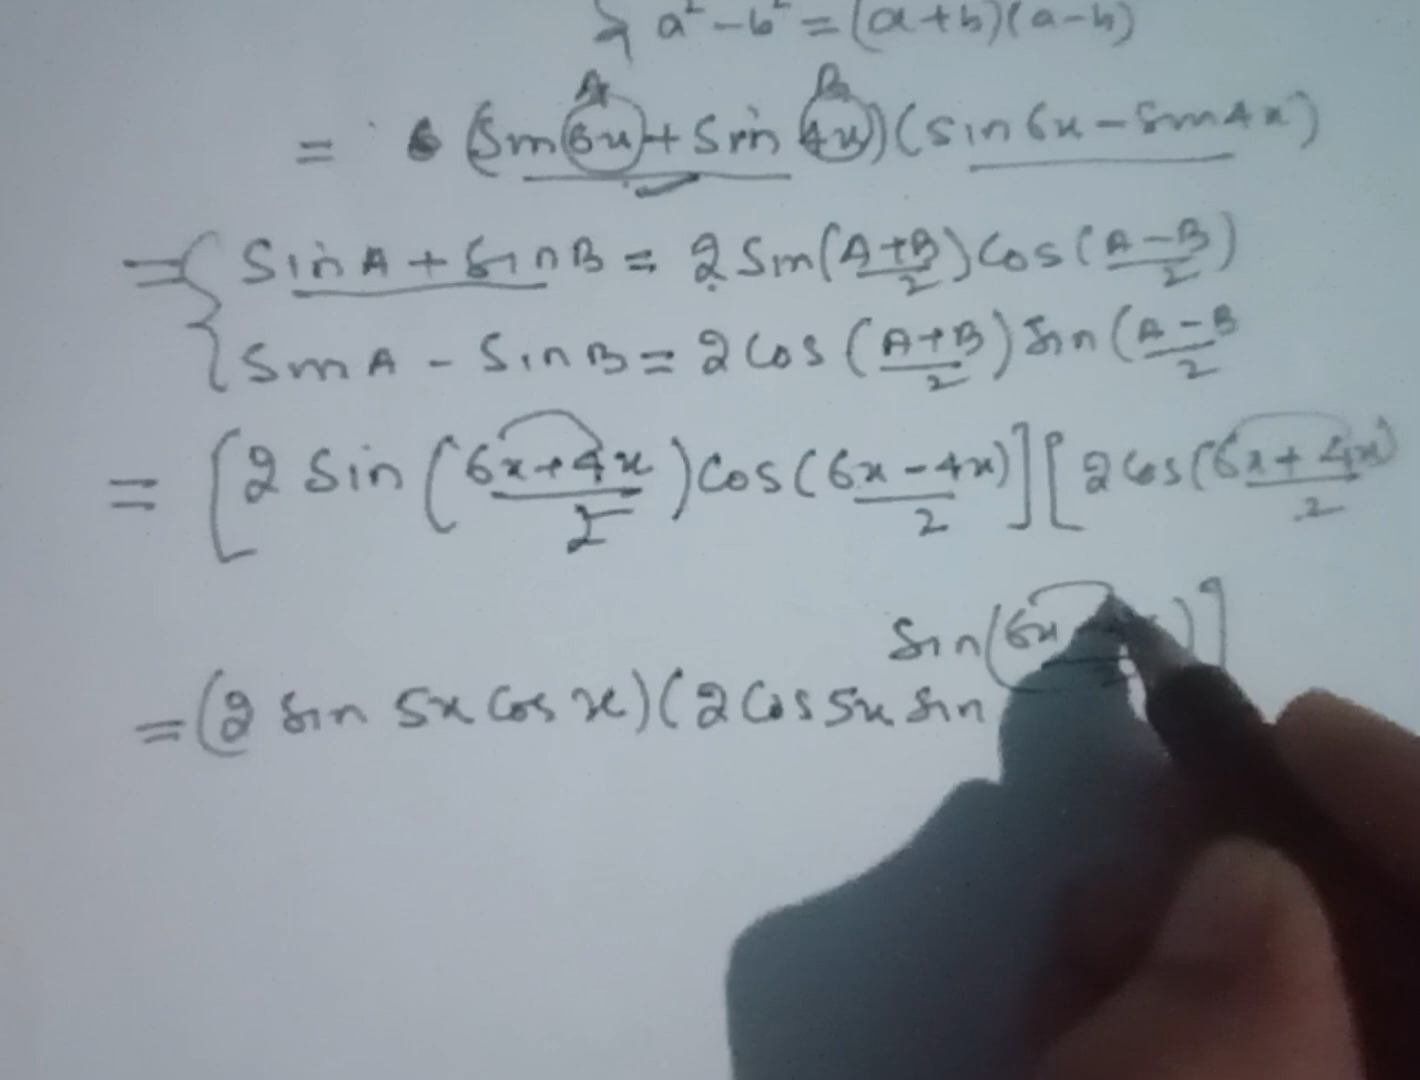 a² - b² = (a+b)(a-b)
= (Sin 6x + Sin 4x)(Sin 6x - Sin 4x)
A B
=> { Sin A + Sin B = 2 Sin(A+B/2) Cos(A-B/2)
Sin A - Sin B = 2 Cos (A+B/2) Sin (A-B/2
= [2 Sin (6x+4x/2) Cos (6x-4x)/2] [2 Cos (6x+4x)/2
Sin (6x )]
= (2 Sin 5x Cos x)(2 Cos 5x Sin